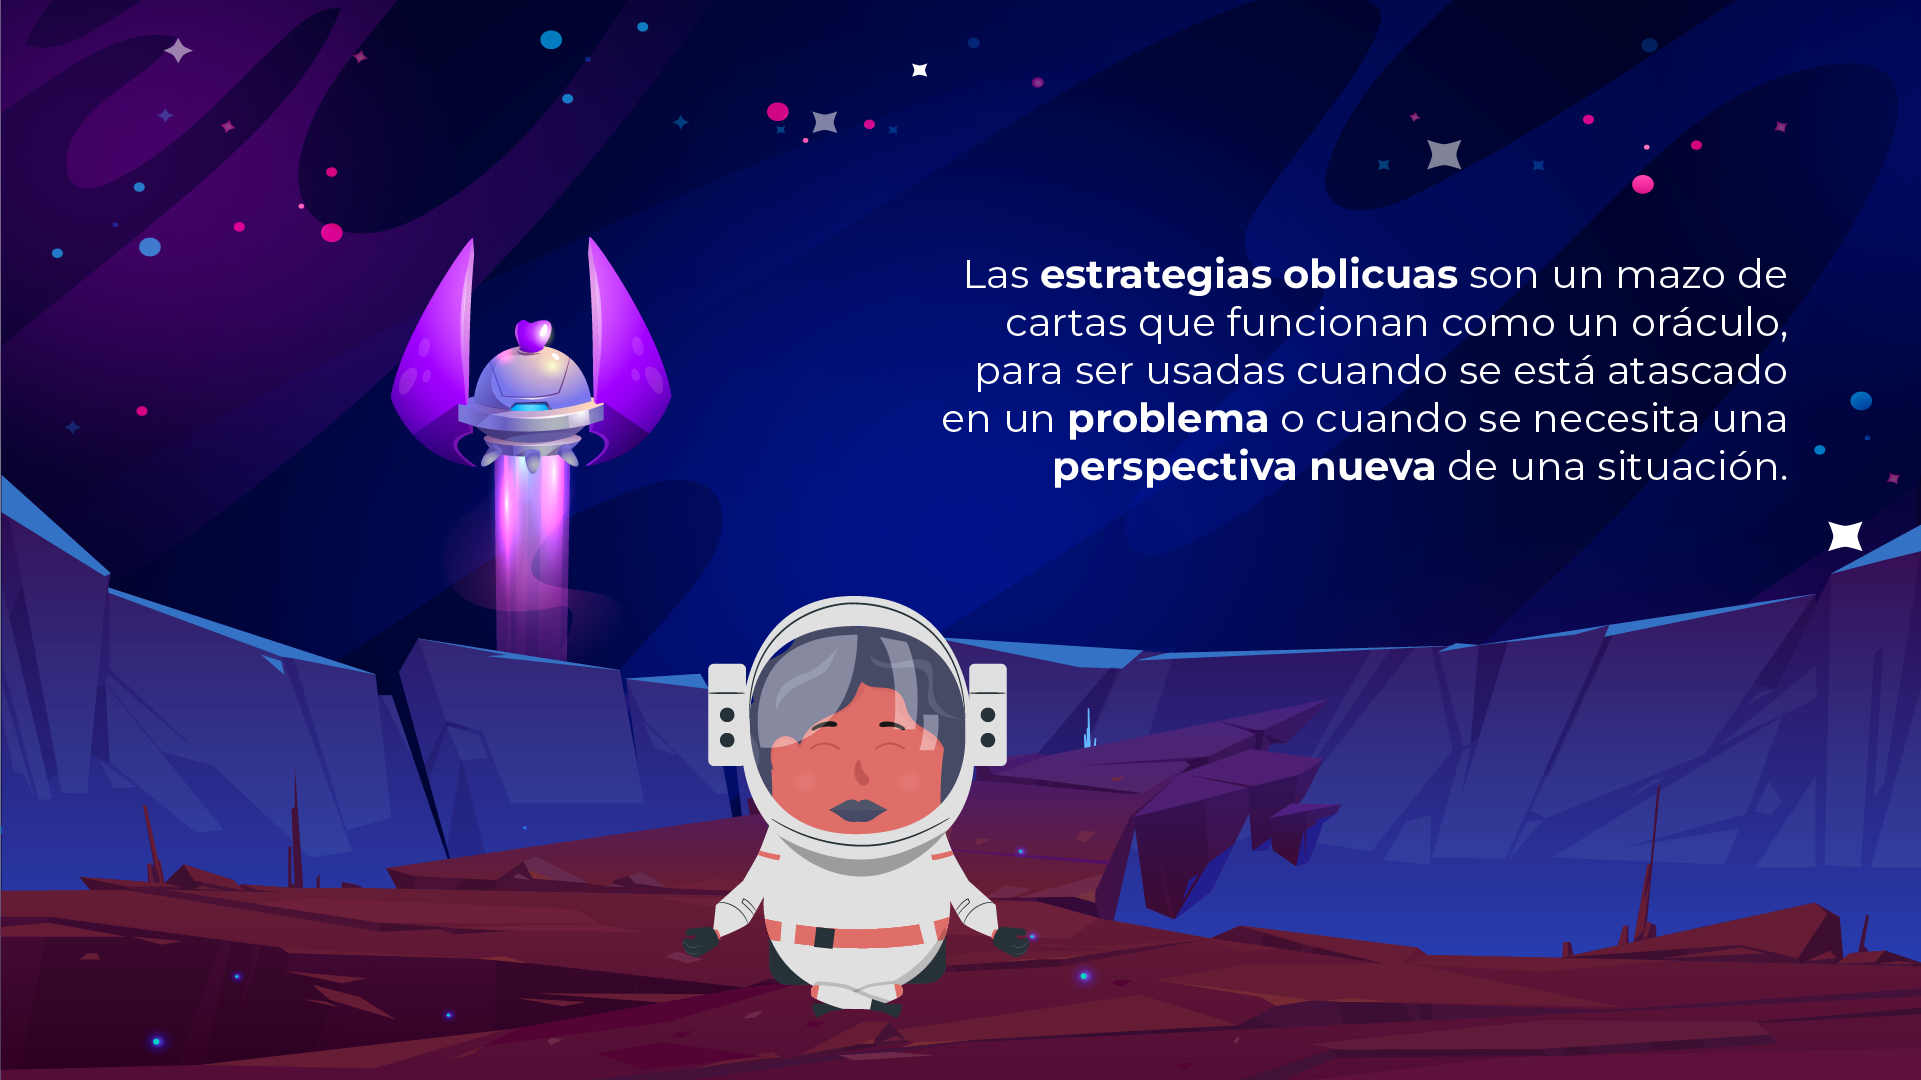 Las estrategias oblicuas son un mazo de
cartas que funcionan como un oráculo,
para ser usadas cuando se está atascado
en un problema o cuando se necesita una
perspectiva nueva de una situación.